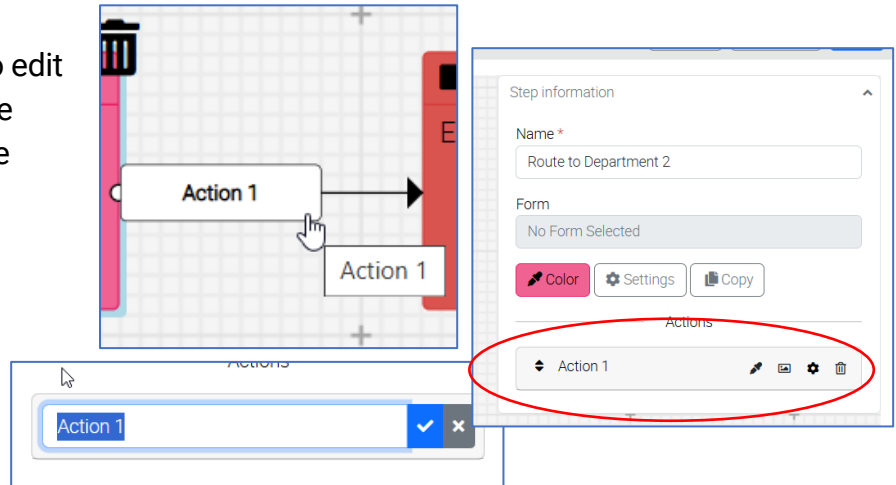 edit
e
e
E
Action 1
Action 1
Step information
Name *
Route to Department 2
Form
No Form Selected
Color
Settings
Copy
Actions
Action 1
Actions
Action 1